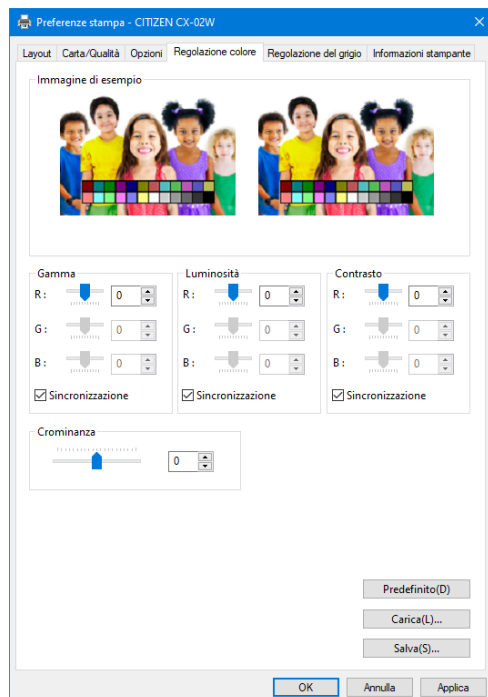 Preferenze stampa - CITIZEN CX-02W
Layout Carta/Qualità Opzioni Regolazione colore Regolazione del grigio Informazioni stampante
Immagine di esempio
Gamma Luminosità Contrasto
R: 0 R: 0 R: 0
G: 0 G: 0 G: 0
B: 0 B: 0 B: 0
Sincronizzazione Sincronizzazione Sincronizzazione
Crominanza
0
Predefinito(D)
Carica(L)...
Salva(S)...
OK Annulla Applica